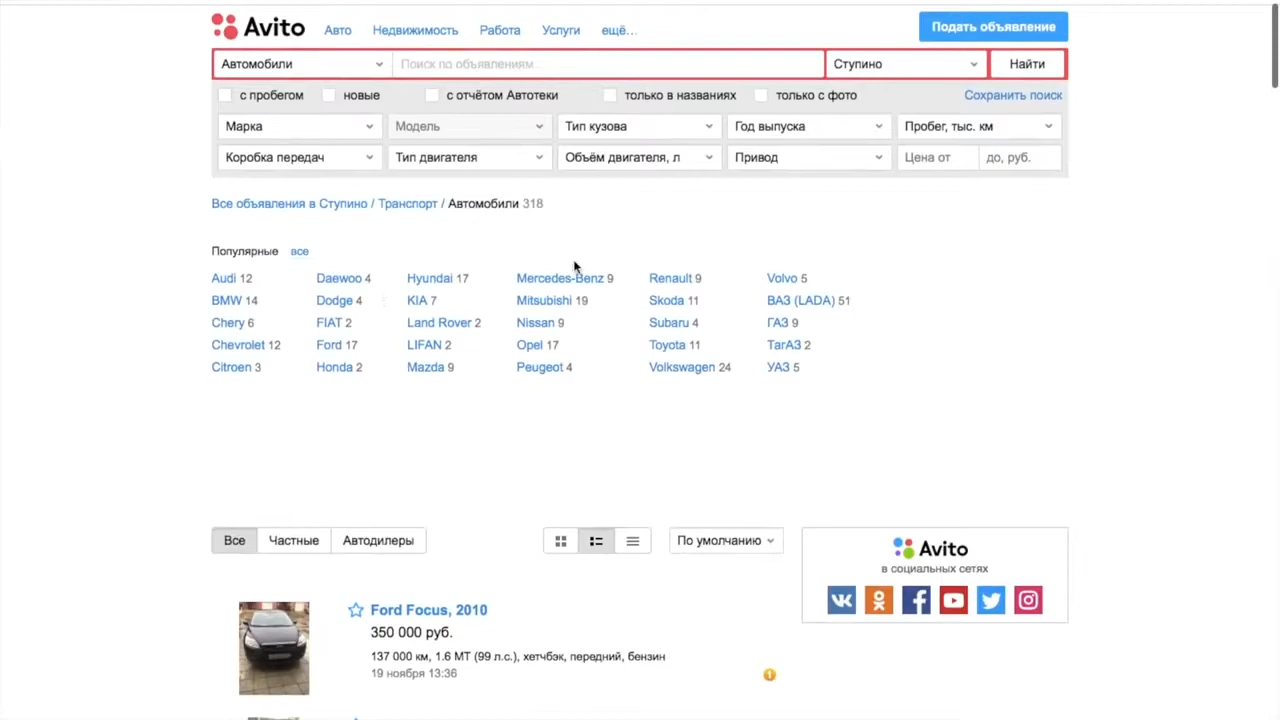 Avito Авто Недвижимость Работа Услуги ещё... Подать объявление
Автомобили Поиск по объявлениям Ступино Найти
с пробегом новые с отчётом Автотеки только в названиях только с фото Сохранить поиск
Марка Модель Тип кузова Год выпуска Пробег, тыс. км
Коробка передач Тип двигателя Объём двигателя, л Привод Цена от до, руб.
Все объявления в Ступино / Транспорт / Автомобили 318
Популярные все
Audi 12 Daewoo 4 Hyundai 17 Mercedes-Benz 9 Renault 9 Volvo 5
BMW 14 Dodge 4 KIA 7 Mitsubishi 19 Skoda 11 ВАЗ (LADA) 51
Chery 6 FIAT 2 Land Rover 2 Nissan 9 Subaru 4 ГАЗ 9
Chevrolet 12 Ford 17 LIFAN 2 Opel 17 Toyota 11 ТагАЗ 2
Citroen 3 Honda 2 Mazda 9 Peugeot 4 Volkswagen 24 УАЗ 5
Все Частные Автодилеры По умолчанию
Avito
в социальных сетях
Ford Focus, 2010
350 000 руб.
137 000 км, 1.6 MT (99 л.с.), хетчбэк, передний, бензин
19 ноября 13:36